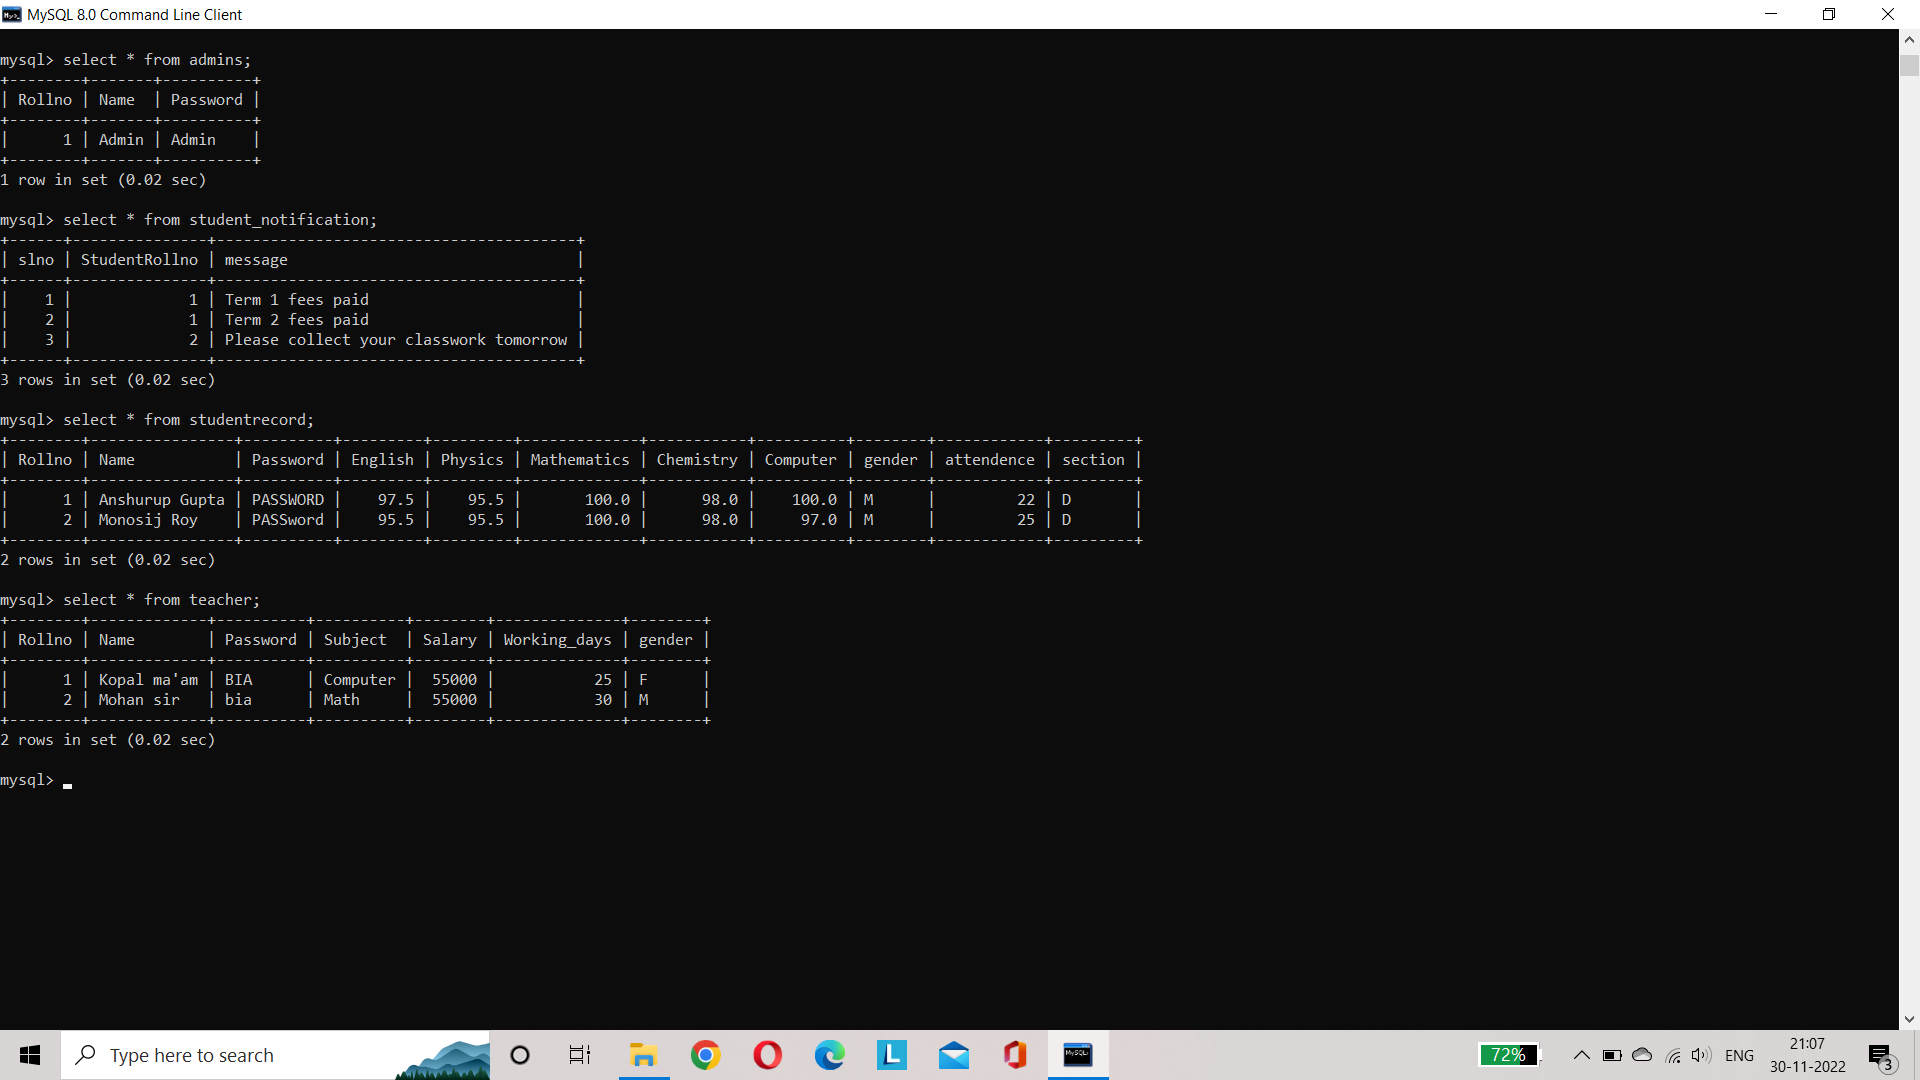 MySQL 8.0 Command Line Client
mysql> select * from admins;
+--------+-------+----------+
| Rollno | Name  | Password |
+--------+-------+----------+
|      1 | Admin | Admin    |
+--------+-------+----------+
1 row in set (0.02 sec)
mysql> select * from student_notification;
+------+---------------+----------------------------------------+
| slno | StudentRollno | message                                |
+------+---------------+----------------------------------------+
|    1 |             1 | Term 1 fees paid                       |
|    2 |             1 | Term 2 fees paid                       |
|    3 |             2 | Please collect your classwork tomorrow |
+------+---------------+----------------------------------------+
3 rows in set (0.02 sec)
mysql> select * from studentrecord;
+--------+----------------+----------+---------+---------+-------------+-----------+----------+--------+------------+---------+
| Rollno | Name           | Password | English | Physics | Mathematics | Chemistry | Computer | gender | attendence | section |
+--------+----------------+----------+---------+---------+-------------+-----------+----------+--------+------------+---------+
|      1 | Anshurup Gupta | PASSWORD |    97.5 |    95.5 |       100.0 |      98.0 |    100.0 | M      |         22 | D       |
|      2 | Monosij Roy    | PASSword |    95.5 |    95.5 |       100.0 |      98.0 |     97.0 | M      |         25 | D       |
+--------+----------------+----------+---------+---------+-------------+-----------+----------+--------+------------+---------+
2 rows in set (0.02 sec)
mysql> select * from teacher;
+--------+-------------+----------+----------+--------+--------------+--------+
| Rollno | Name        | Password | Subject  | Salary | Working_days | gender |
+--------+-------------+----------+----------+--------+--------------+--------+
|      1 | Kopal ma'am | BIA      | Computer |  55000 |           25 | F      |
|      2 | Mohan sir   | bia      | Math     |  55000 |           30 | M      |
+--------+-------------+----------+----------+--------+--------------+--------+
2 rows in set (0.02 sec)
mysql>
Type here to search
L
MySQL
72%
ENG
21:07
30-11-2022
3